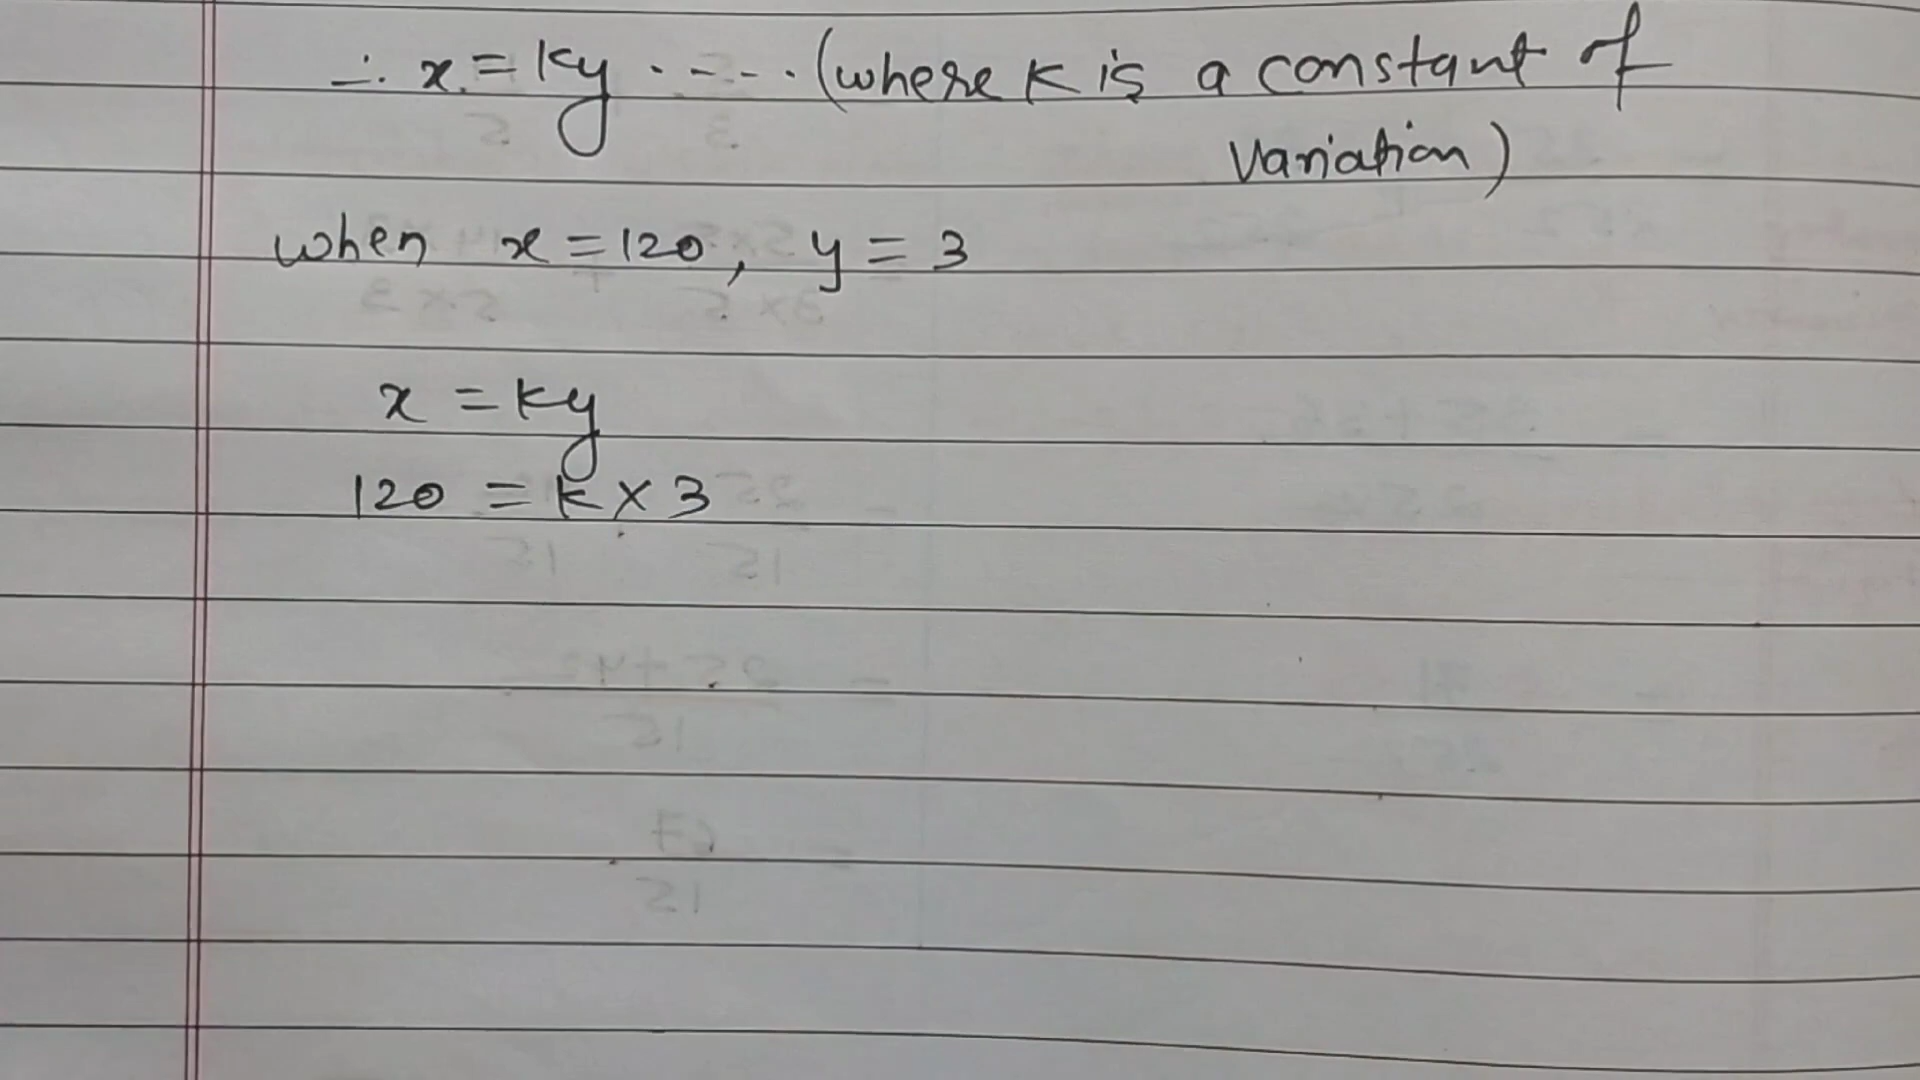 ∴ x = ky ..... (where K is a constant of
Variation)
when x = 120, y = 3
x = ky
120 = k × 3